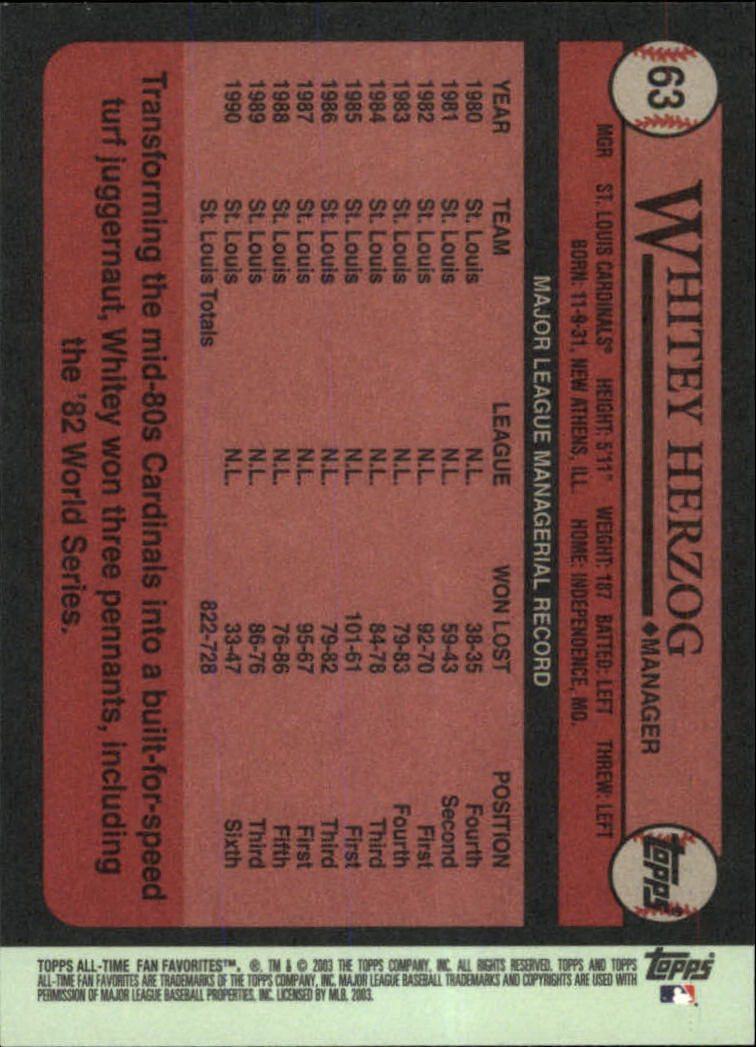 63
WHITEY HERZOG
◆MANAGER
topps®
MGR ST. LOUIS CARDINALS® HEIGHT: 5'11" WEIGHT: 187 BATTED: LEFT THREW: LEFT
BORN: 11-9-31, NEW ATHENS, ILL. HOME: INDEPENDENCE, MO.
MAJOR LEAGUE MANAGERIAL RECORD
YEAR TEAM LEAGUE WON LOST POSITION
1980 St. Louis N.L. 38-35 Fourth
1981 St. Louis N.L. 59-43 Second
1982 St. Louis N.L. 92-70 First
1983 St. Louis N.L. 79-83 Fourth
1984 St. Louis N.L. 84-78 Third
1985 St. Louis N.L. 101-61 First
1986 St. Louis N.L. 79-82 Third
1987 St. Louis N.L. 95-67 First
1988 St. Louis N.L. 76-86 Fifth
1989 St. Louis N.L. 86-76 Third
1990 St. Louis N.L. 33-47 Sixth
St. Louis Totals 822-728
Transforming the mid-80s Cardinals into a built-for-speed
turf juggernaut, Whitey won three pennants, including
the '82 World Series.
TOPPS ALL-TIME FAN FAVORITES™, ®, TM & © 2003 THE TOPPS COMPANY, INC. ALL RIGHTS RESERVED. TOPPS AND TOPPS
ALL-TIME FAN FAVORITES ARE TRADEMARKS OF THE TOPPS COMPANY, INC. MAJOR LEAGUE BASEBALL TRADEMARKS AND COPYRIGHTS ARE USED WITH
PERMISSION OF MAJOR LEAGUE BASEBALL PROPERTIES, INC. LICENSED BY MLB, 2003.
topps®